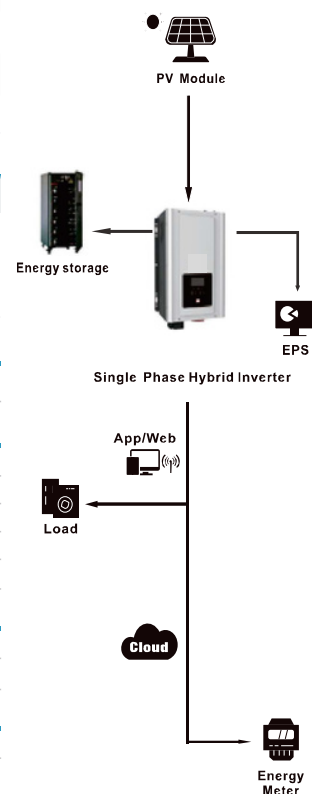 PV Module
Energy storage
EPS
Single Phase Hybrid Inverter
App/Web
Load
Cloud
Energy
Meter